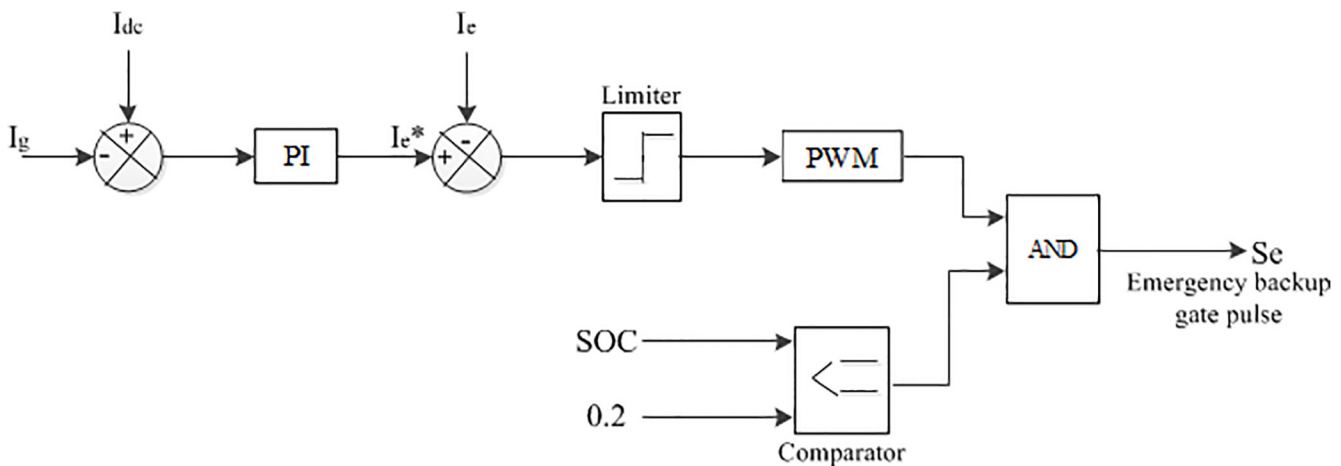 Idc
Ie
Limiter
+
-
Ig
-
PI
Ie*
+
PWM
AND
Se
Emergency backup
gate pulse
SOC
<=
0.2
Comparator